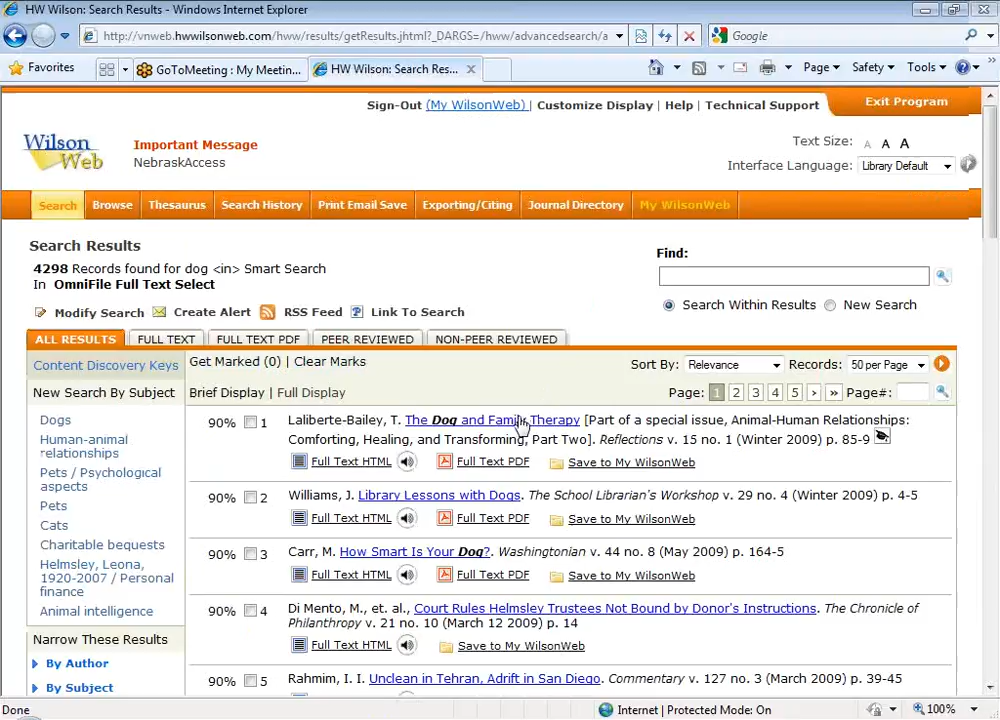 HW Wilson: Search Results - Windows Internet Explorer
http://vnweb.hwwilsonweb.com/hww/results/getResults.jhtml?_DARGS=/hww/advancedsearch/a
Google
Favorites
GoToMeeting : My Meetin...
HW Wilson: Search Res...
Page
Safety
Tools
Sign-Out (My WilsonWeb) | Customize Display | Help | Technical Support
Exit Program
Wilson
Web
Important Message
NebraskAccess
Text Size: A A A
Interface Language: Library Default
Search
Browse
Thesaurus
Search History
Print Email Save
Exporting/Citing
Journal Directory
My WilsonWeb
Search Results
4298 Records found for dog <in> Smart Search
In OmniFile Full Text Select
Find:
Search Within Results
New Search
Modify Search
Create Alert
RSS Feed
Link To Search
ALL RESULTS
FULL TEXT
FULL TEXT PDF
PEER REVIEWED
NON-PEER REVIEWED
Content Discovery Keys
New Search By Subject
Dogs
Human-animal
relationships
Pets / Psychological
aspects
Pets
Cats
Charitable bequests
Helmsley, Leona,
1920-2007 / Personal
finance
Animal intelligence
Narrow These Results
By Author
By Subject
Get Marked (0) | Clear Marks
Sort By: Relevance
Records: 50 per Page
Brief Display | Full Display
Page: 1 2 3 4 5 › » Page#:
90% 1 Laliberte-Bailey, T. The Dog and Family Therapy [Part of a special issue, Animal-Human Relationships:
Comforting, Healing, and Transforming, Part Two]. Reflections v. 15 no. 1 (Winter 2009) p. 85-9
Full Text HTML Full Text PDF Save to My WilsonWeb
90% 2 Williams, J. Library Lessons with Dogs. The School Librarian's Workshop v. 29 no. 4 (Winter 2009) p. 4-5
Full Text HTML Full Text PDF Save to My WilsonWeb
90% 3 Carr, M. How Smart Is Your Dog?. Washingtonian v. 44 no. 8 (May 2009) p. 164-5
Full Text HTML Full Text PDF Save to My WilsonWeb
90% 4 Di Mento, M., et. al., Court Rules Helmsley Trustees Not Bound by Donor's Instructions. The Chronicle of
Philanthropy v. 21 no. 10 (March 12 2009) p. 14
Full Text HTML Save to My WilsonWeb
90% 5 Rahmim, I. I. Unclean in Tehran, Adrift in San Diego. Commentary v. 127 no. 3 (March 2009) p. 39-45
Done
Internet | Protected Mode: On
100%